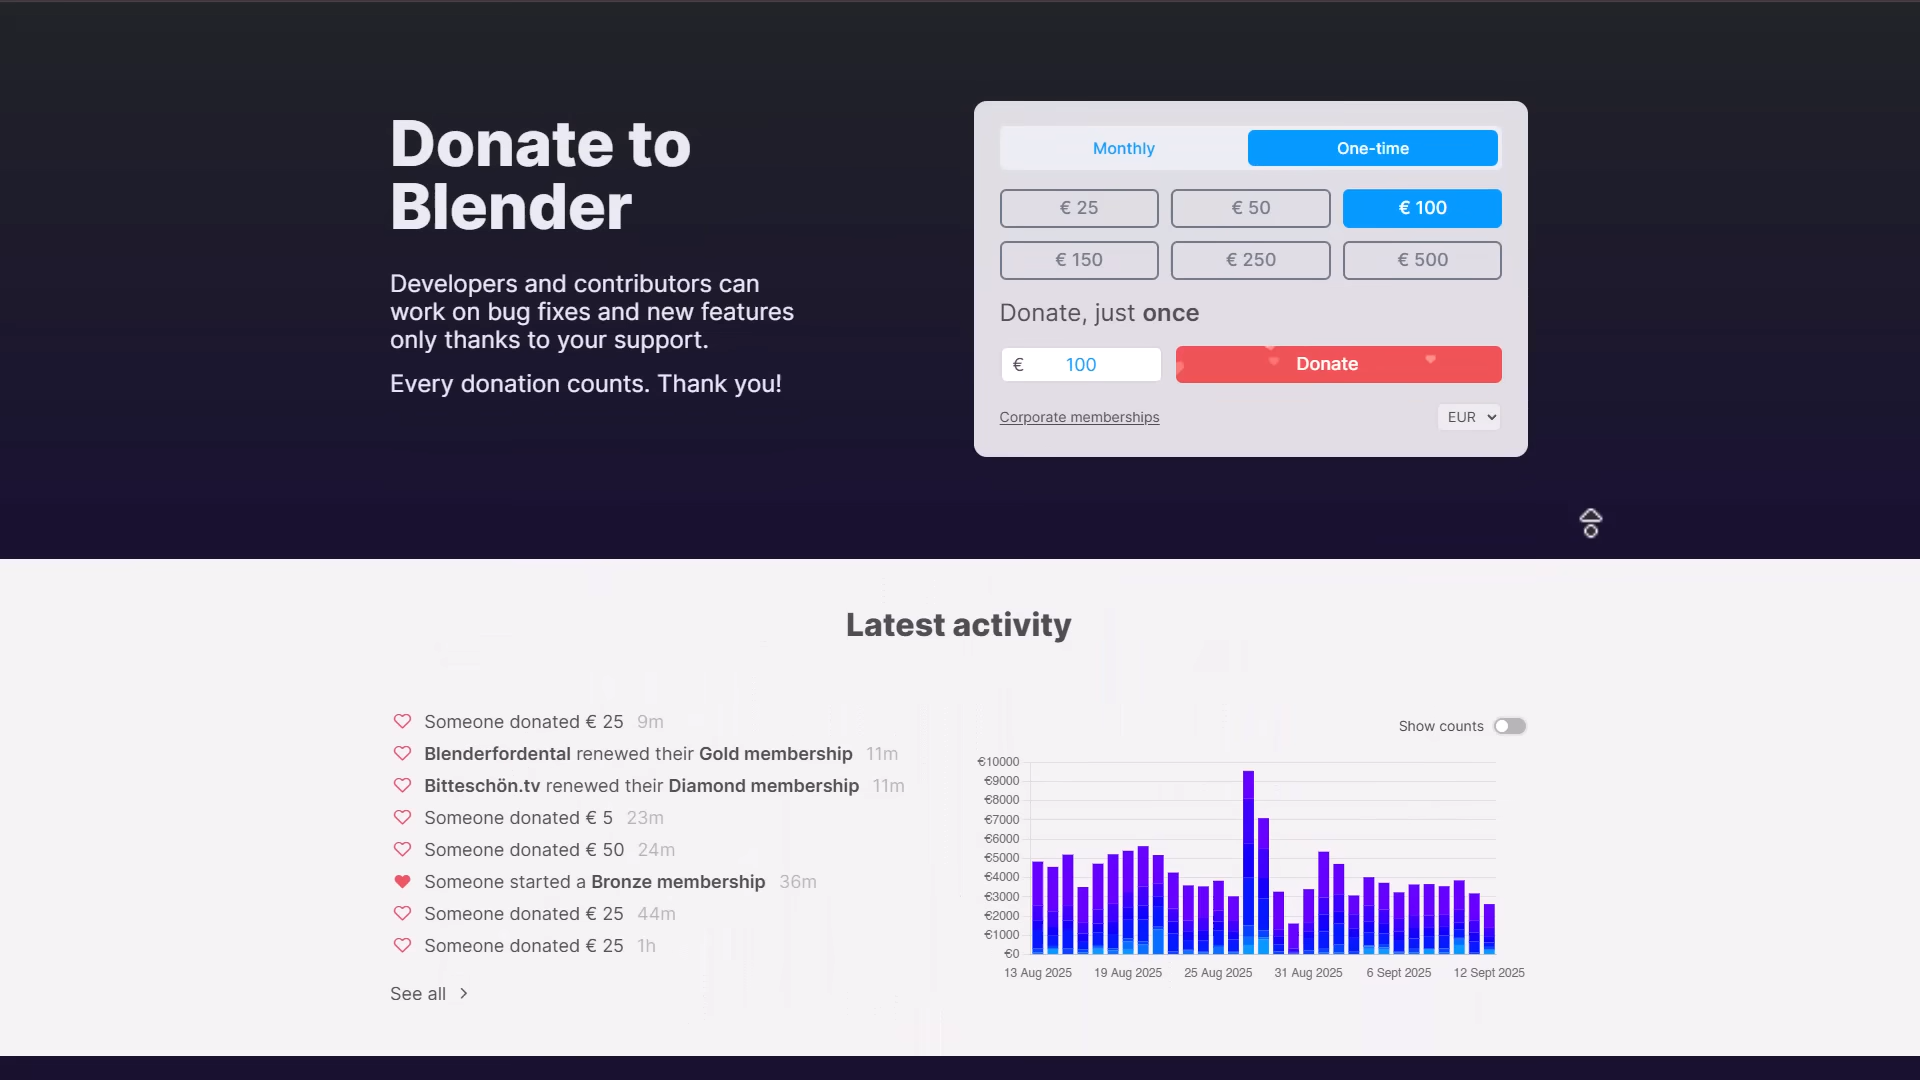 Donate to
Blender
Developers and contributors can
work on bug fixes and new features
only thanks to your support.
Every donation counts. Thank you!
Monthly
One-time
€ 25
€ 50
€ 100
€ 150
€ 250
€ 500
Donate, just once
€ 100
Donate
Corporate memberships
EUR
Latest activity
Someone donated € 25 9m
Blenderfordental renewed their Gold membership 11m
Bitteschön.tv renewed their Diamond membership 11m
Someone donated € 5 23m
Someone donated € 50 24m
Someone started a Bronze membership 36m
Someone donated € 25 44m
Someone donated € 25 1h
See all
Show counts
€10000
€9000
€8000
€7000
€6000
€5000
€4000
€3000
€2000
€1000
€0
13 Aug 2025 19 Aug 2025 25 Aug 2025 31 Aug 2025 6 Sept 2025 12 Sept 2025